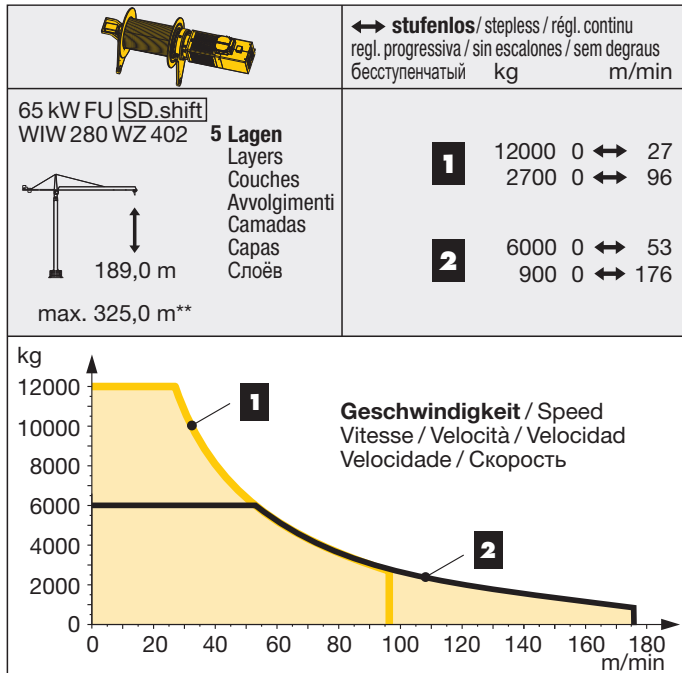 ↔ stufenlos / stepless / régl. continu
regl. progressiva / sin escalones / sem degraus
бесступенчатый kg m/min
65 kW FU SD.shift
WIW 280 WZ 402 5 Lagen
Layers
Couches
Avvolgimenti
Camadas
Capas
Слоёв
189,0 m
max. 325,0 m**
1 12000 0 ↔ 27
2700 0 ↔ 96
2 6000 0 ↔ 53
900 0 ↔ 176
kg
12000
10000
8000
6000
4000
2000
0
1
Geschwindigkeit / Speed
Vitesse / Velocità / Velocidad
Velocidade / Скорость
2
0 20 40 60 80 100 120 140 160 180
m/min